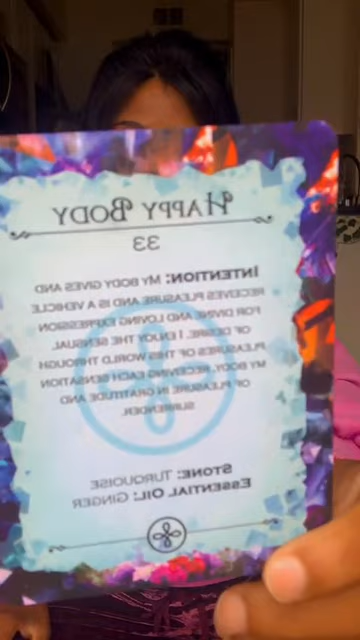 Happy Body
33
INTENTION: MY BODY GIVES AND
RECEIVES PLEASURE AND IS A VEHICLE
FOR DIVINE AND LOVING EXPRESSION
OF DESIRE. I ENJOY THE SENSUAL
PLEASURES OF THIS WORLD THROUGH
MY BODY, RECEIVING EACH SENSATION
OF PLEASURE IN GRATITUDE AND
SURRENDER.
STONE: TURQUOISE
ESSENTIAL OIL: GINGER